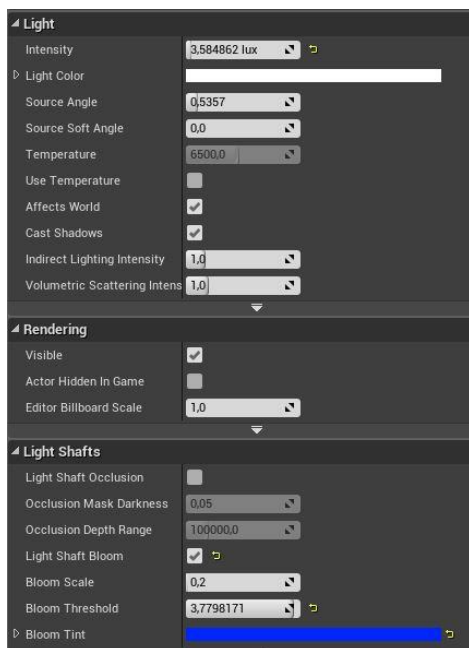 Light
Intensity 3,584862 lux
Light Color
Source Angle 0,5357
Source Soft Angle 0,0
Temperature 6500,0
Use Temperature
Affects World
Cast Shadows
Indirect Lighting Intensity 1,0
Volumetric Scattering Intens 1,0
Rendering
Visible
Actor Hidden In Game
Editor Billboard Scale 1,0
Light Shafts
Light Shaft Occlusion
Occlusion Mask Darkness 0,05
Occlusion Depth Range 100000,0
Light Shaft Bloom
Bloom Scale 0,2
Bloom Threshold 3,7798171
Bloom Tint